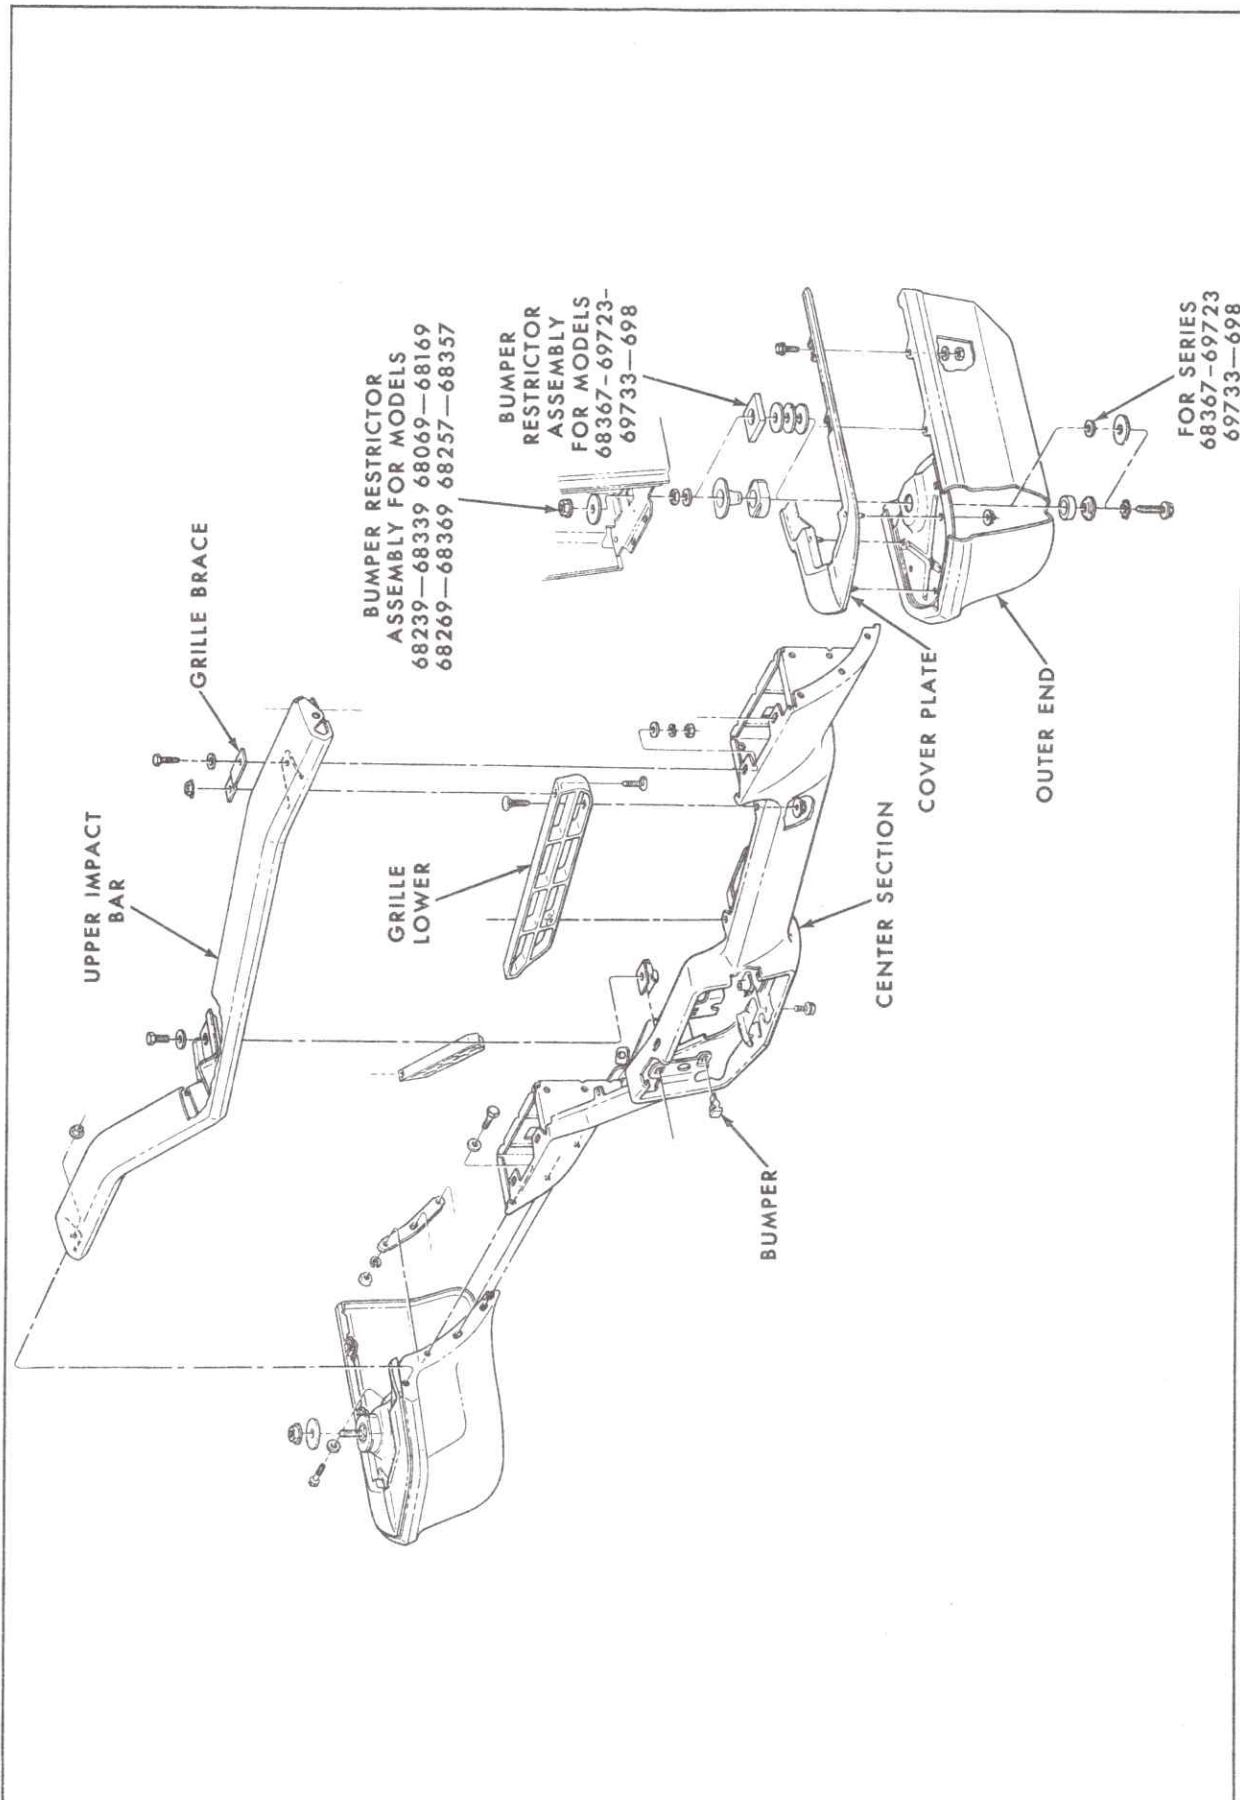 UPPER IMPACT
BAR
GRILLE BRACE
BUMPER RESTRICTOR
ASSEMBLY FOR MODELS
68239—68339 68069—68169
68269—68369 68257—68357
GRILLE
LOWER
BUMPER
RESTRICTOR
ASSEMBLY
FOR MODELS
68367-69723-
69733—698
BUMPER
CENTER SECTION
COVER PLATE
OUTER END
FOR SERIES
68367-69723
69733—698